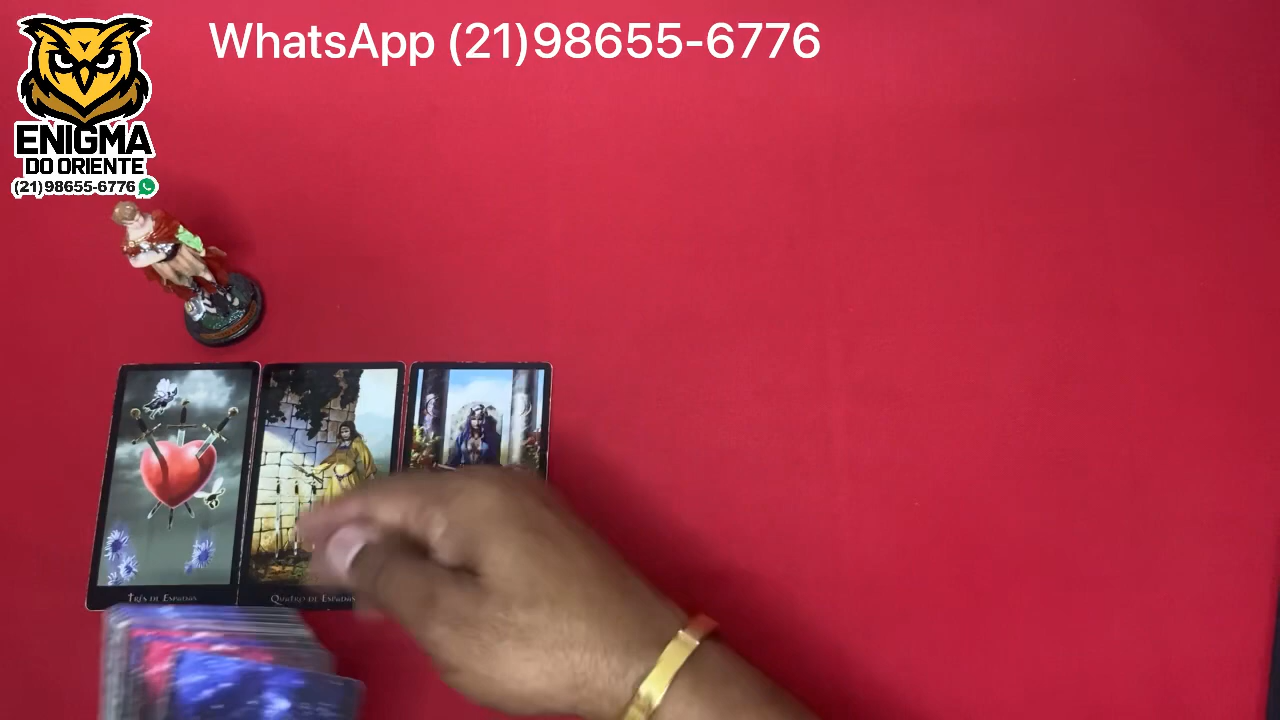 WhatsApp (21)98655-6776
ENIGMA
DO ORIENTE
(21)98655-6776
TRÊS DE ESPADAS
QUATRO DE ESPADAS